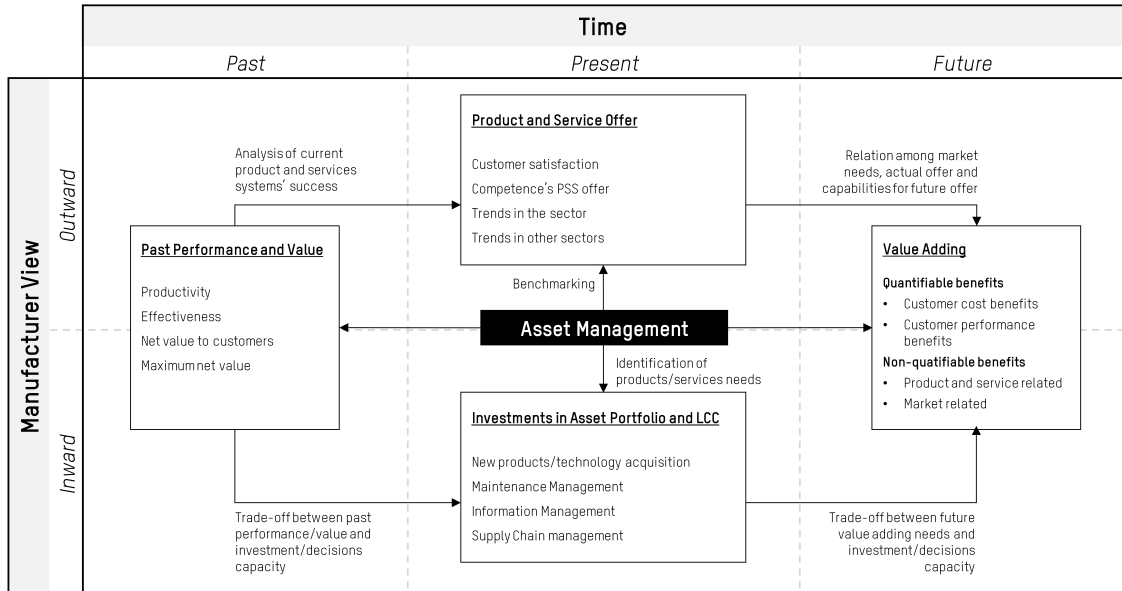 Time
Past
Present
Future
Manufacturer View
Outward
Inward
Analysis of current
product and services
systems' success
Product and Service Offer
Customer satisfaction
Competence's PSS offer
Trends in the sector
Trends in other sectors
Relation among market
needs, actual offer and
capabilities for future offer
Past Performance and Value
Productivity
Effectiveness
Net value to customers
Maximum net value
Benchmarking
Asset Management
Identification of
products/services needs
Value Adding
Quantifiable benefits
• Customer cost benefits
• Customer performance
benefits
Non-quatifiable benefits
• Product and service related
• Market related
Investments in Asset Portfolio and LCC
New products/technology acquisition
Maintenance Management
Information Management
Supply Chain management
Trade-off between past
performance/value and
investment/decisions
capacity
Trade-off between future
value adding needs and
investment/decisions
capacity